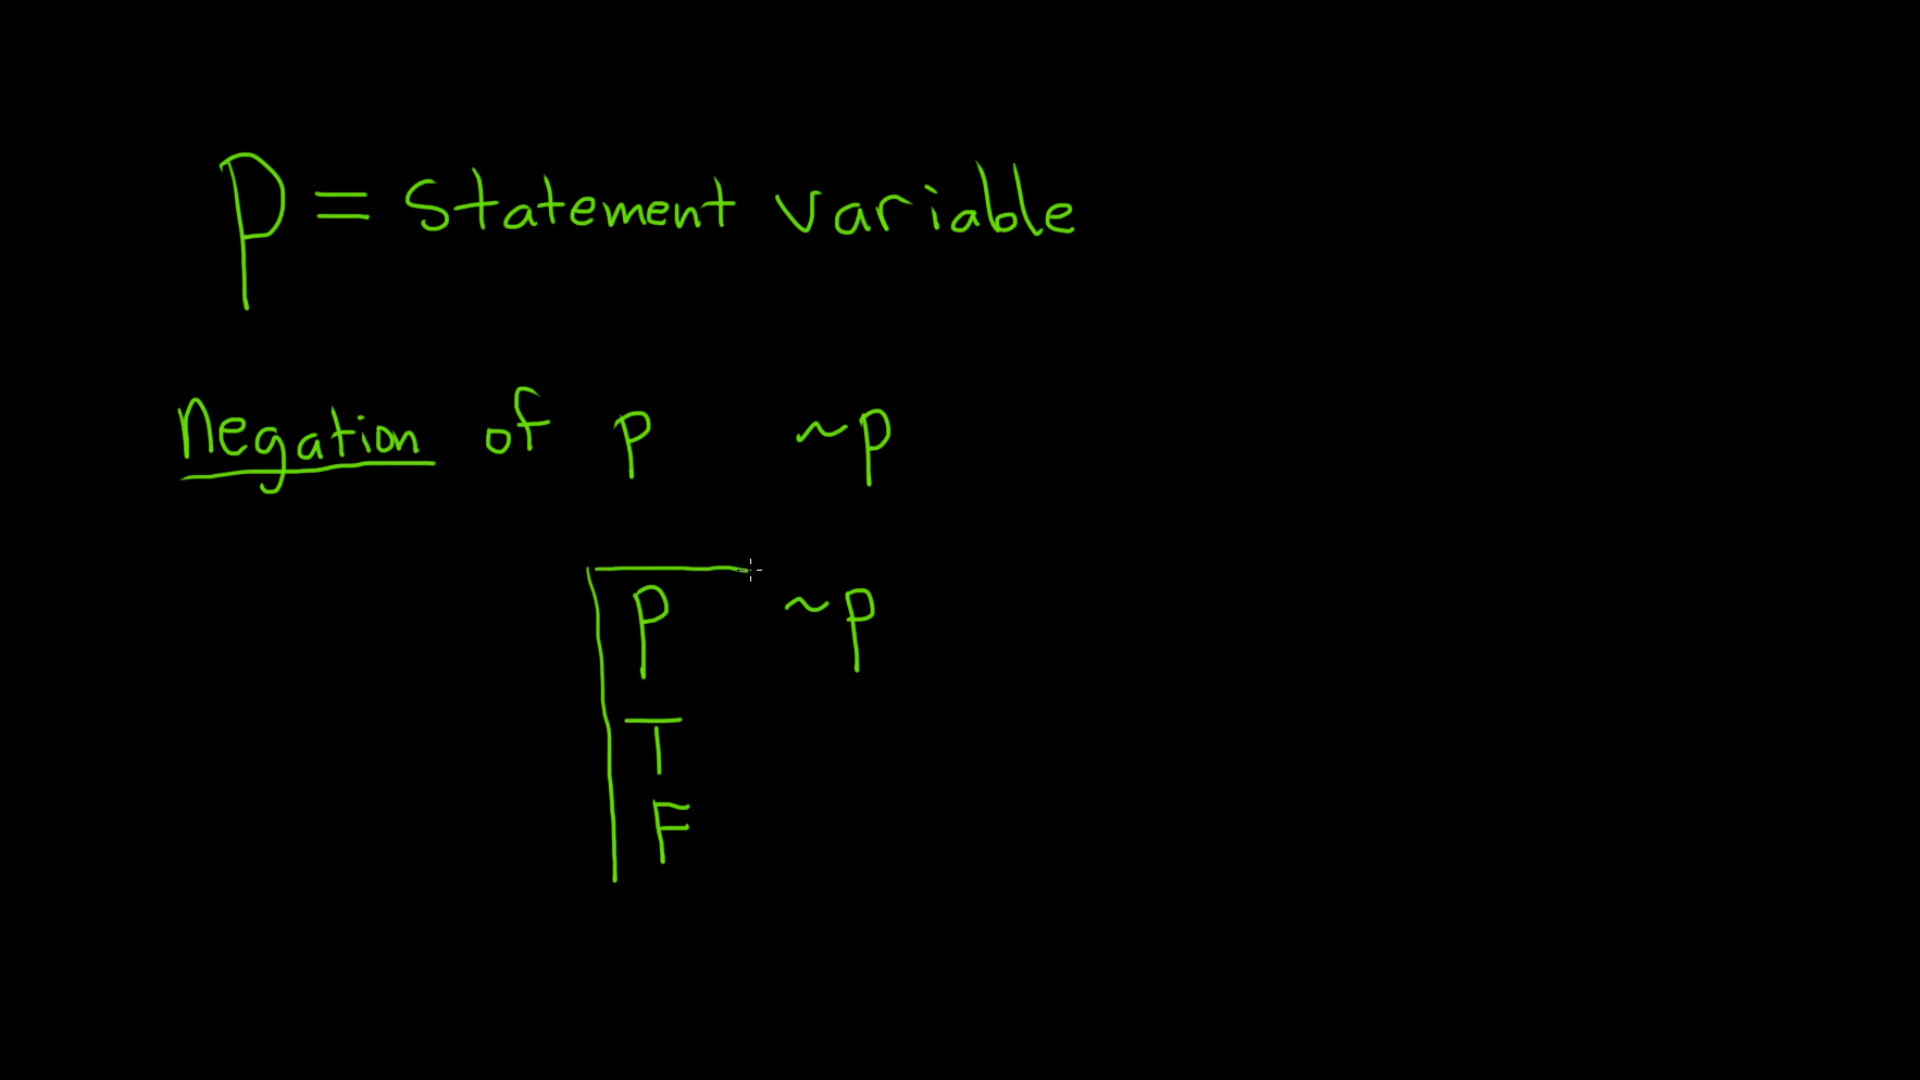 P = Statement variable
Negation of p ~p
P ~p
T
F